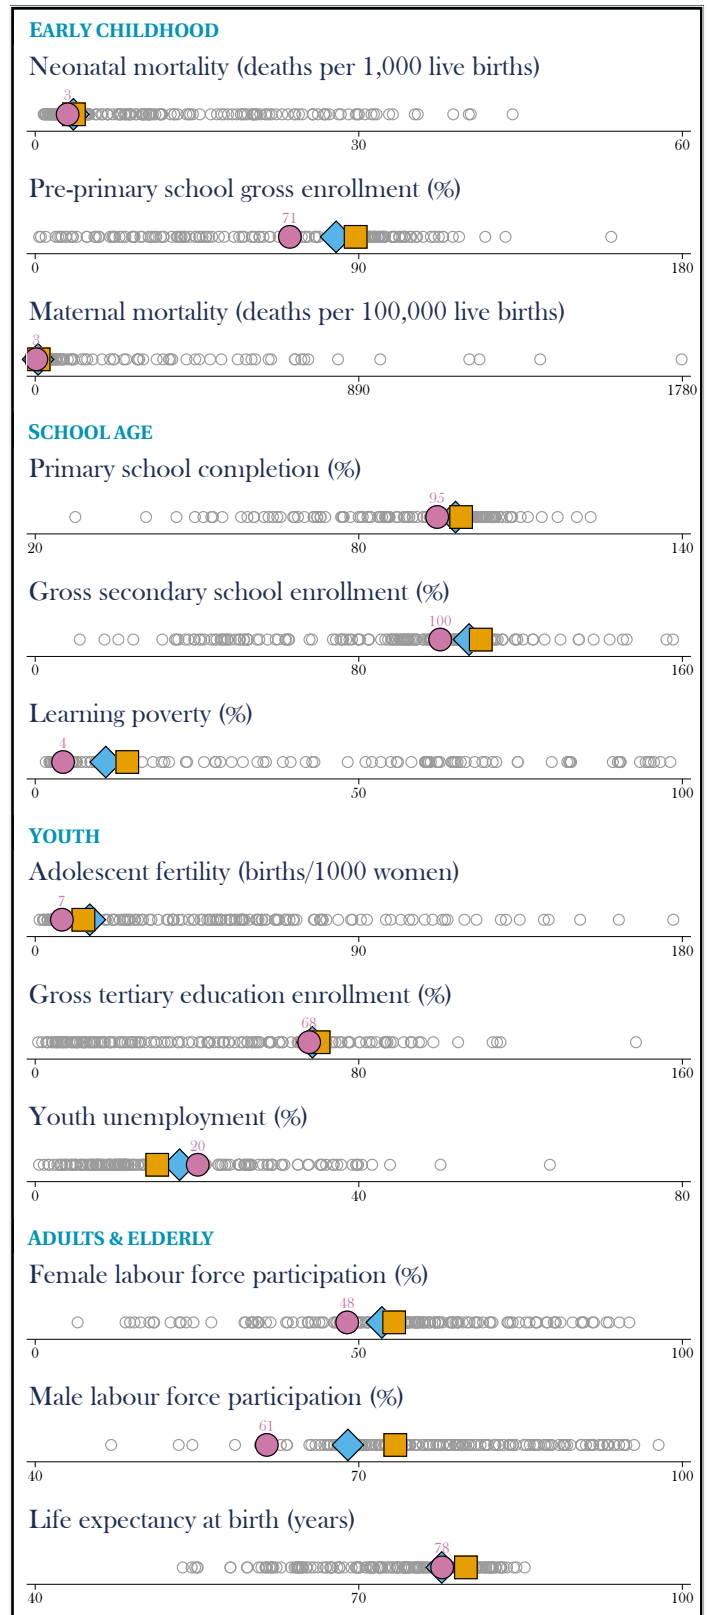 EARLY CHILDHOOD
Neonatal mortality (deaths per 1,000 live births)
3
0 30 60
Pre-primary school gross enrollment (%)
71
0 90 180
Maternal mortality (deaths per 100,000 live births)
3
0 890 1780
SCHOOL AGE
Primary school completion (%)
95
20 80 140
Gross secondary school enrollment (%)
100
0 80 160
Learning poverty (%)
4
0 50 100
YOUTH
Adolescent fertility (births/1000 women)
7
0 90 180
Gross tertiary education enrollment (%)
68
0 80 160
Youth unemployment (%)
20
0 40 80
ADULTS & ELDERLY
Female labour force participation (%)
48
0 50 100
Male labour force participation (%)
61
40 70 100
Life expectancy at birth (years)
78
40 70 100